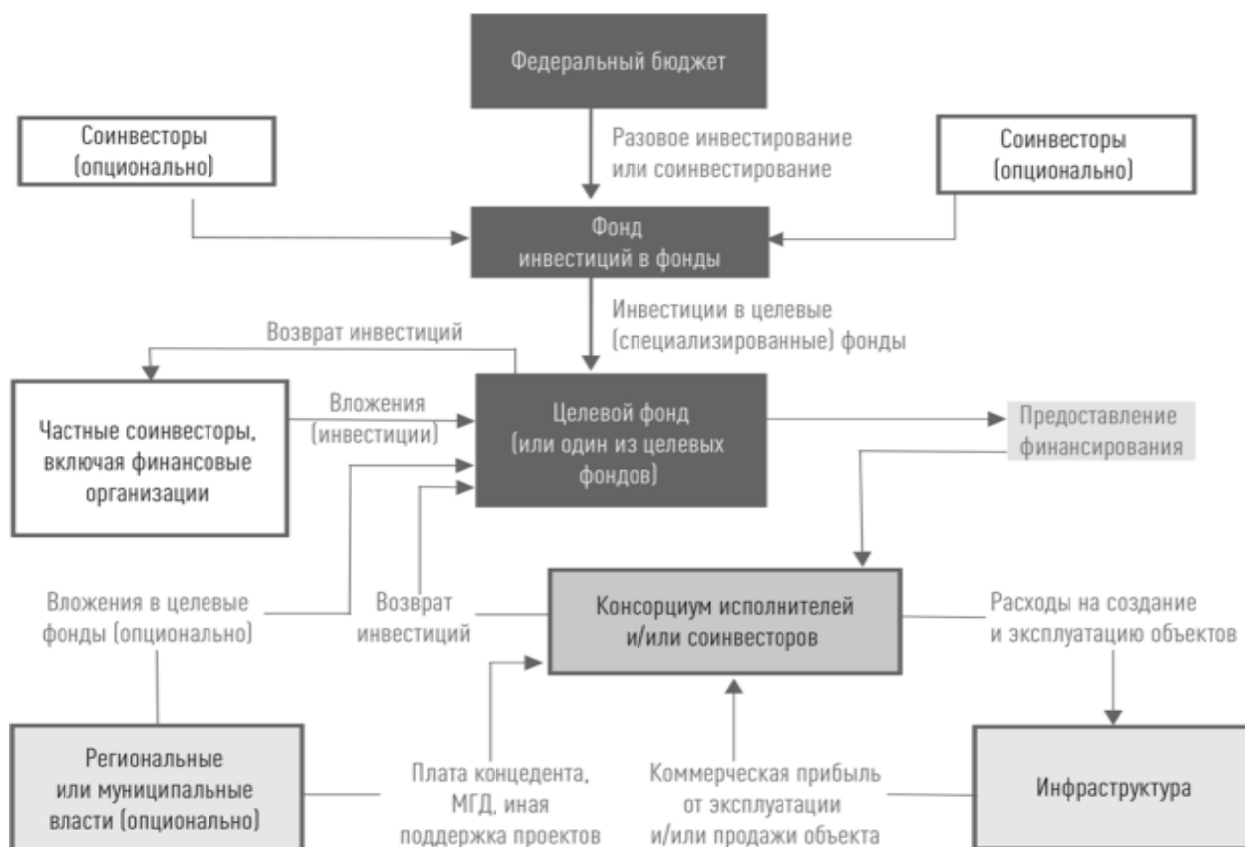 Федеральный бюджет
Соинвесторы
(опционально)
Разовое инвестирование
или соинвестирование
Соинвесторы
(опционально)
Фонд
инвестиций в фонды
Инвестиции в целевые
(специализированные) фонды
Возврат инвестиций
Частные соинвесторы,
включая финансовые
организации
Вложения
(инвестиции)
Целевой фонд
(или один из целевых
фондов)
Предоставление
финансирования
Вложения в целевые
фонды (опционально)
Возврат
инвестиций
Консорциум исполнителей
и/или соинвесторов
Расходы на создание
и эксплуатацию объектов
Региональные
или муниципальные
власти (опционально)
Плата концедента,
МГД, иная
поддержка проектов
Коммерческая прибыль
от эксплуатации
и/или продажи объекта
Инфраструктура